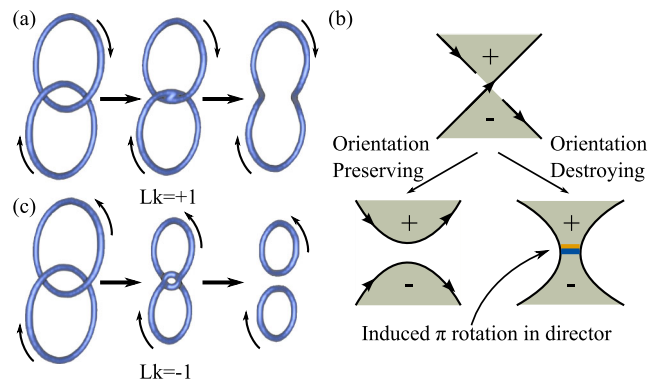 (a)
Lk=+1
(c)
Lk=-1
(b)
+
-
Orientation
Preserving
Orientation
Destroying
+
-
+
-
Induced π rotation in director